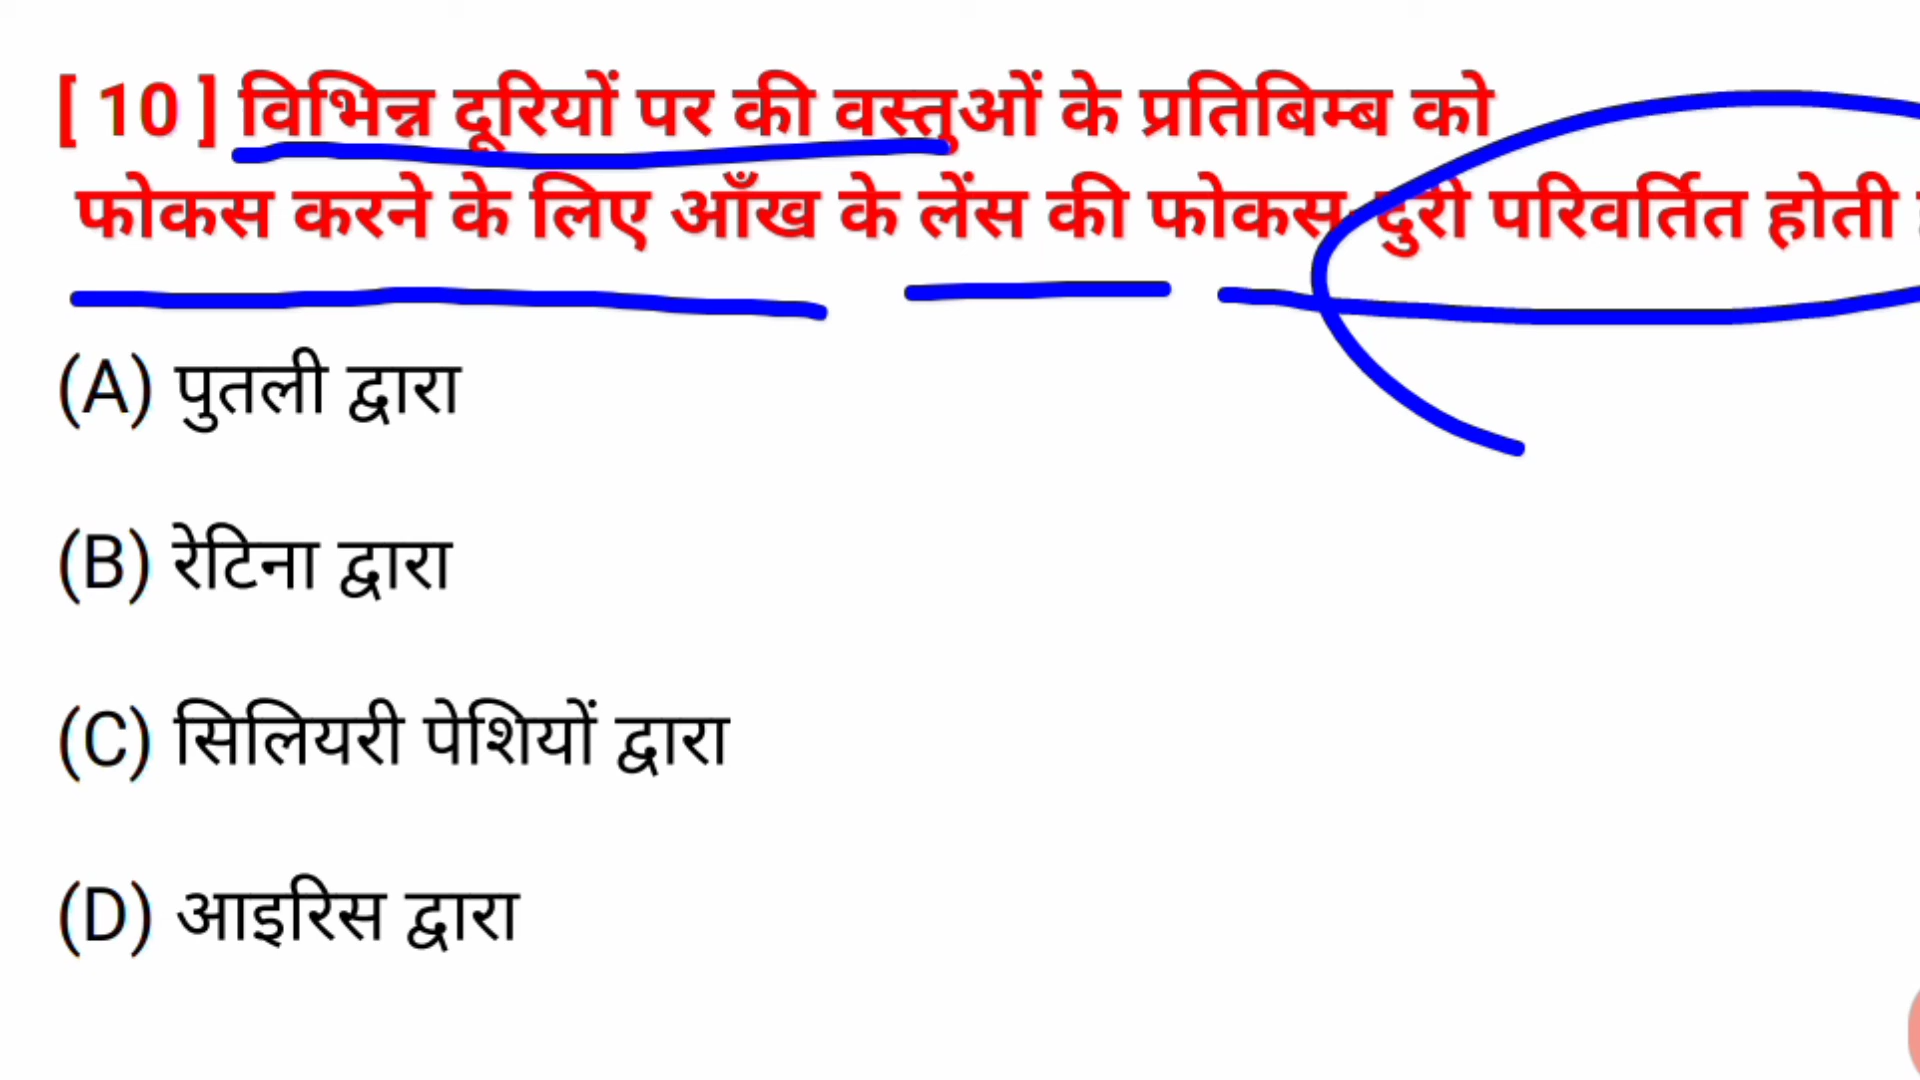 [ 10 ] विभिन्न दूरियों पर की वस्तुओं के प्रतिबिम्ब को
फोकस करने के लिए आँख के लेंस की फोकस-दुरी परिवर्तित होती
(A) पुतली द्वारा
(B) रेटिना द्वारा
(C) सिलियरी पेशियों द्वारा
(D) आइरिस द्वारा